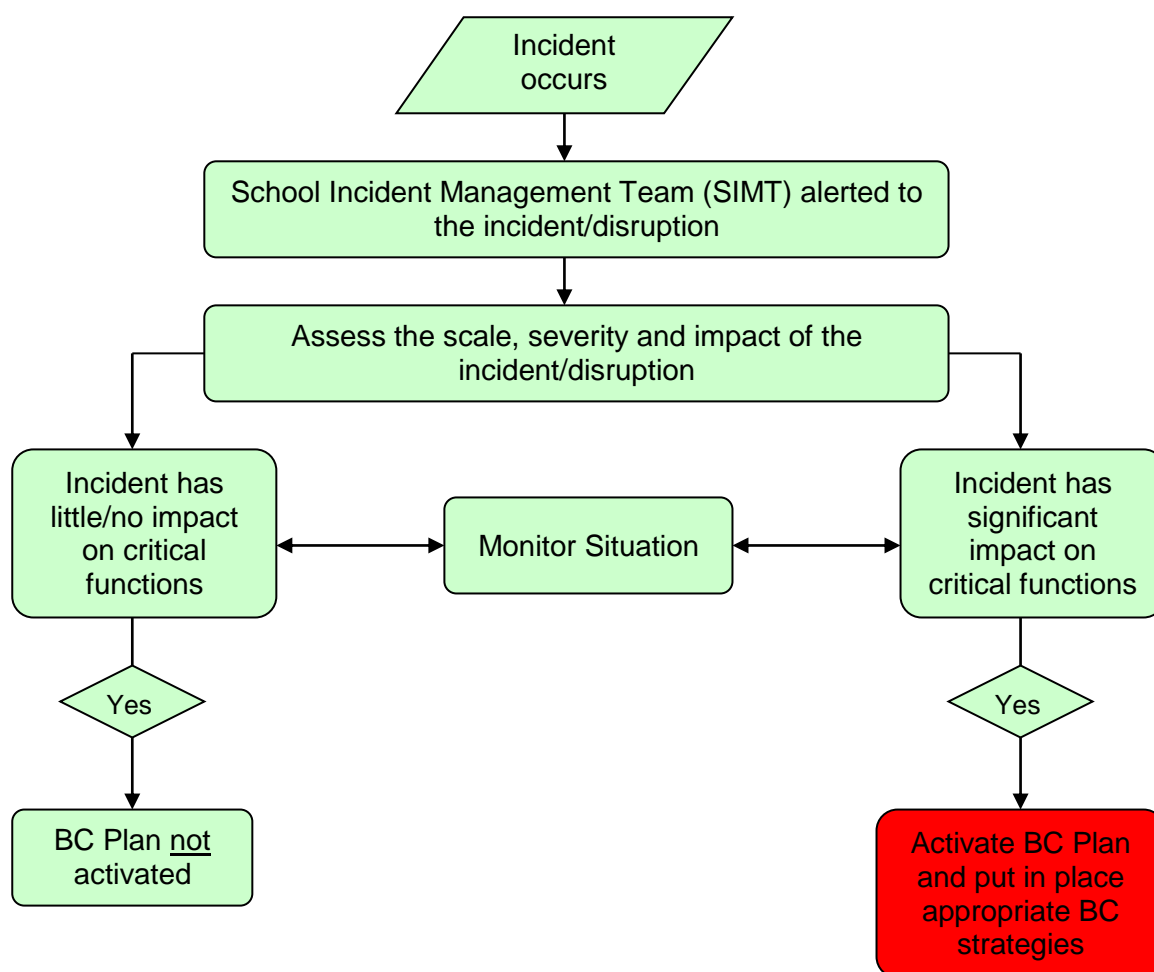 Incident
occurs
School Incident Management Team (SIMT) alerted to
the incident/disruption
Assess the scale, severity and impact of the
incident/disruption
Incident has
little/no impact
on critical
functions
Monitor Situation
Incident has
significant
impact on
critical functions
Yes
Yes
BC Plan not
activated
Activate BC Plan
and put in place
appropriate BC
strategies